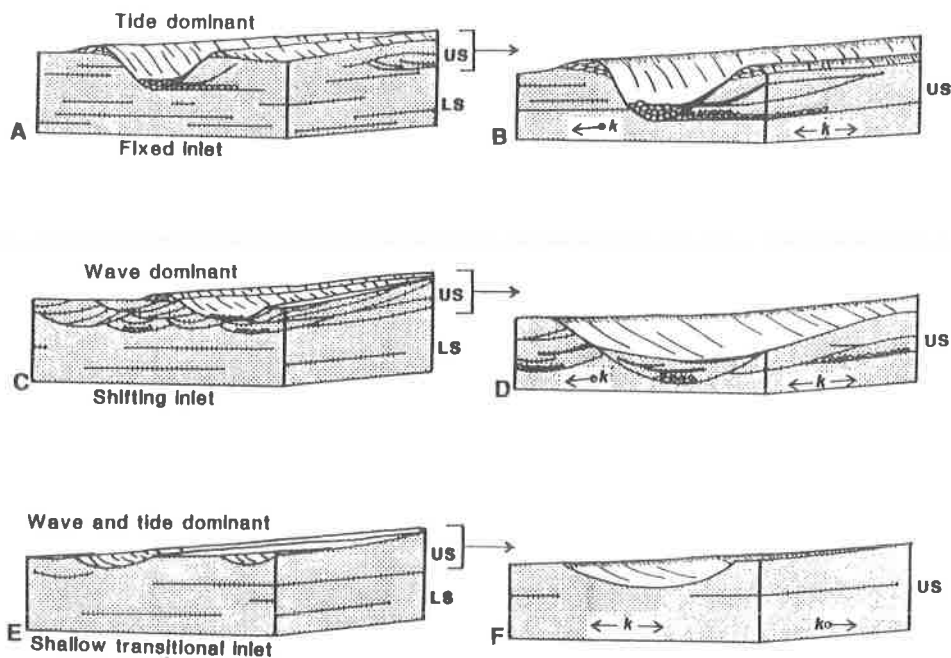 Tide dominant
US
LS
A
Fixed inlet
US
B
k
k
Wave dominant
US
LS
C
Shifting inlet
US
D
k
k
Wave and tide dominant
US
LS
E
Shallow transitional inlet
US
F
k
k